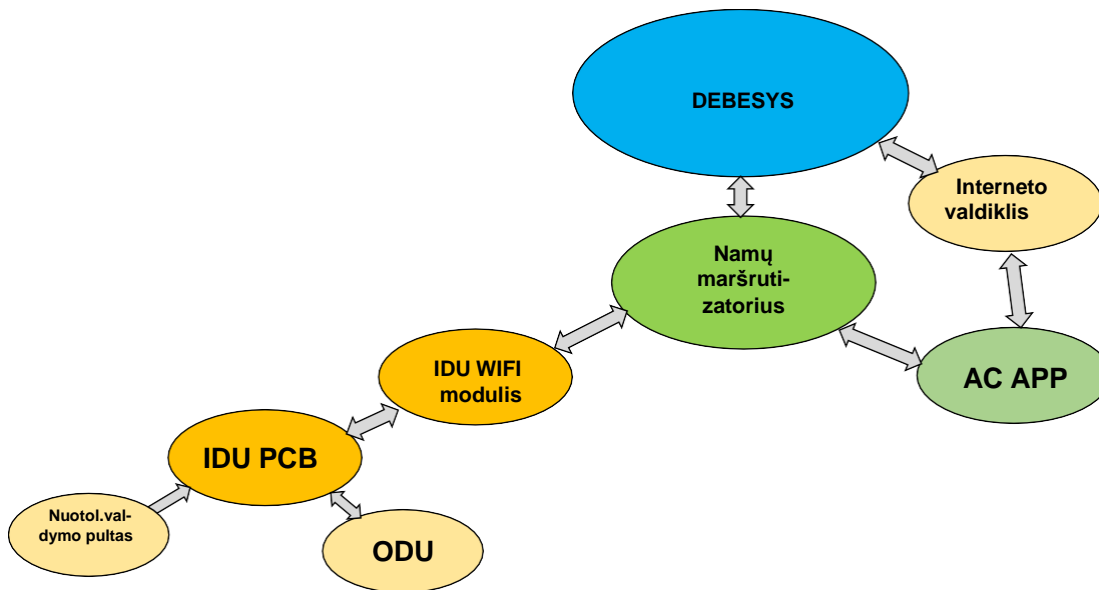 DEBESYS
Interneto
valdiklis
Namų
maršruti-
zatorius
IDU WIFI
modulis
AC APP
IDU PCB
Nuotol.val-
dymo pultas
ODU